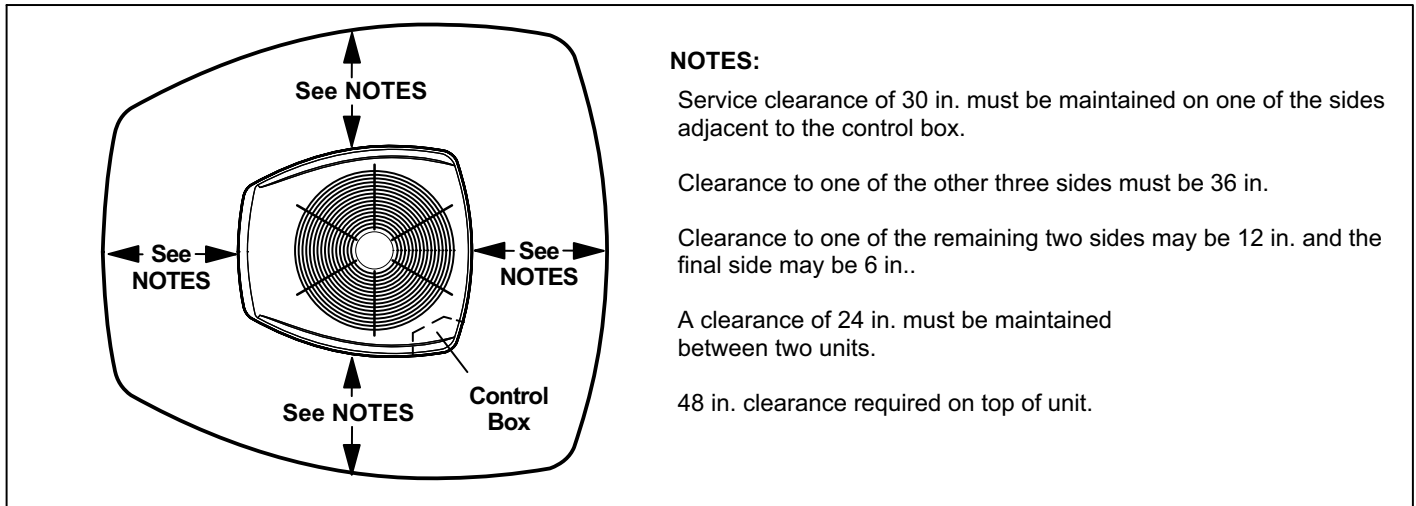 See NOTES
See
NOTES
See
NOTES
See NOTES
Control
Box
NOTES:
Service clearance of 30 in. must be maintained on one of the sides
adjacent to the control box.
Clearance to one of the other three sides must be 36 in.
Clearance to one of the remaining two sides may be 12 in. and the
final side may be 6 in..
A clearance of 24 in. must be maintained
between two units.
48 in. clearance required on top of unit.